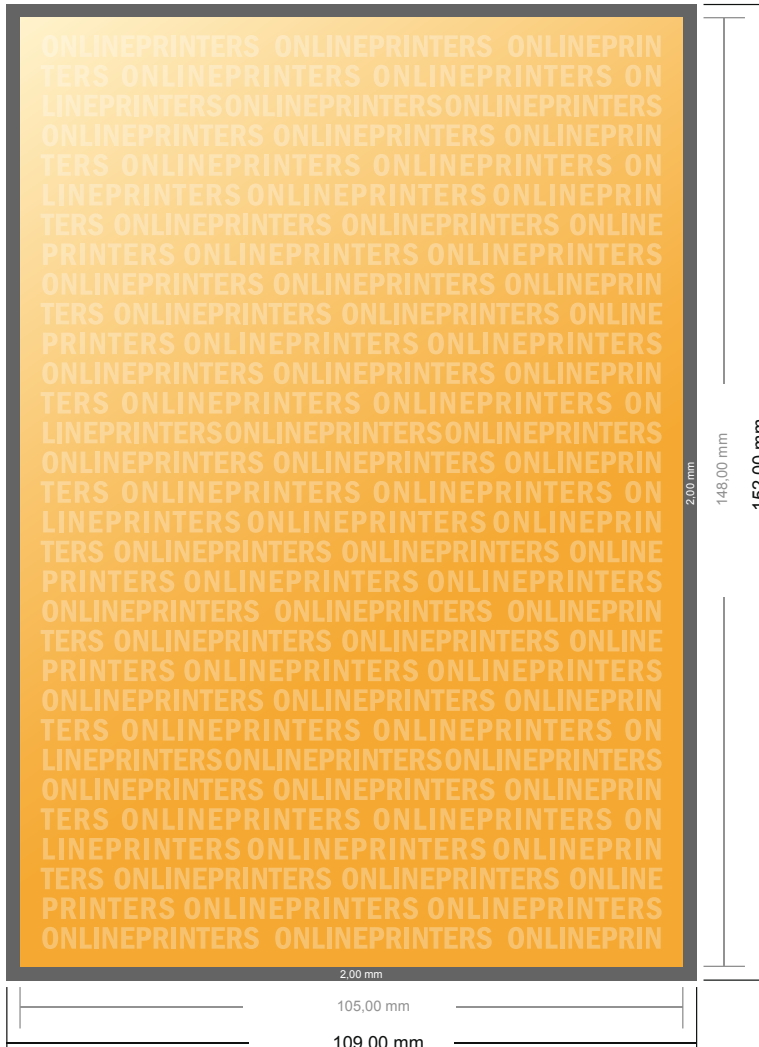 ONLINEPRINTERS ONLINEPRINTERS ONLINEPRIN
TERS ONLINEPRINTERS ONLINEPRINTERS ON
LINEPRINTERSONLINEPRINTERSONLINEPRINTERS
ONLINEPRINTERS ONLINEPRINTERS ONLINEPRIN
TERS ONLINEPRINTERS ONLINEPRINTERS ON
LINEPRINTERS ONLINEPRINTERS ONLINEPRIN
TERS ONLINEPRINTERS ONLINEPRINTERS ONLINE
PRINTERS ONLINEPRINTERS ONLINEPRINTERS
ONLINEPRINTERS ONLINEPRINTERS ONLINEPRIN
TERS ONLINEPRINTERS ONLINEPRINTERS ONLINE
PRINTERS ONLINEPRINTERS ONLINEPRINTERS
ONLINEPRINTERS ONLINEPRINTERS ONLINEPRIN
TERS ONLINEPRINTERS ONLINEPRINTERS ON
LINEPRINTERSONLINEPRINTERSONLINEPRINTERS
ONLINEPRINTERS ONLINEPRINTERS ONLINEPRIN
TERS ONLINEPRINTERS ONLINEPRINTERS ON
LINEPRINTERS ONLINEPRINTERS ONLINEPRIN
TERS ONLINEPRINTERS ONLINEPRINTERS ONLINE
PRINTERS ONLINEPRINTERS ONLINEPRINTERS
ONLINEPRINTERS ONLINEPRINTERS ONLINEPRIN
TERS ONLINEPRINTERS ONLINEPRINTERS ONLINE
PRINTERS ONLINEPRINTERS ONLINEPRINTERS
ONLINEPRINTERS ONLINEPRINTERS ONLINEPRIN
TERS ONLINEPRINTERS ONLINEPRINTERS ON
LINEPRINTERSONLINEPRINTERSONLINEPRINTERS
ONLINEPRINTERS ONLINEPRINTERS ONLINEPRIN
TERS ONLINEPRINTERS ONLINEPRINTERS ON
LINEPRINTERS ONLINEPRINTERS ONLINEPRIN
TERS ONLINEPRINTERS ONLINEPRINTERS ONLINE
PRINTERS ONLINEPRINTERS ONLINEPRINTERS
ONLINEPRINTERS ONLINEPRINTERS ONLINEPRIN
2,00 mm
148,00 mm
152,00 mm
2,00 mm
105,00 mm
109,00 mm